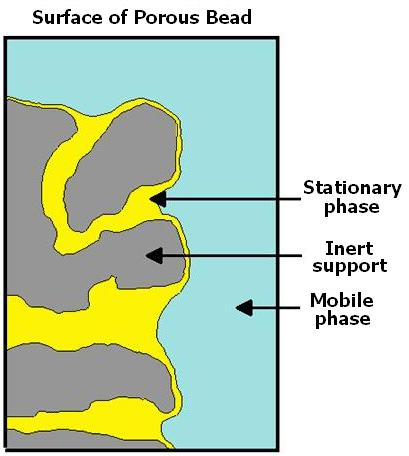 Surface of Porous Bead
Stationary
phase
Inert
support
Mobile
phase